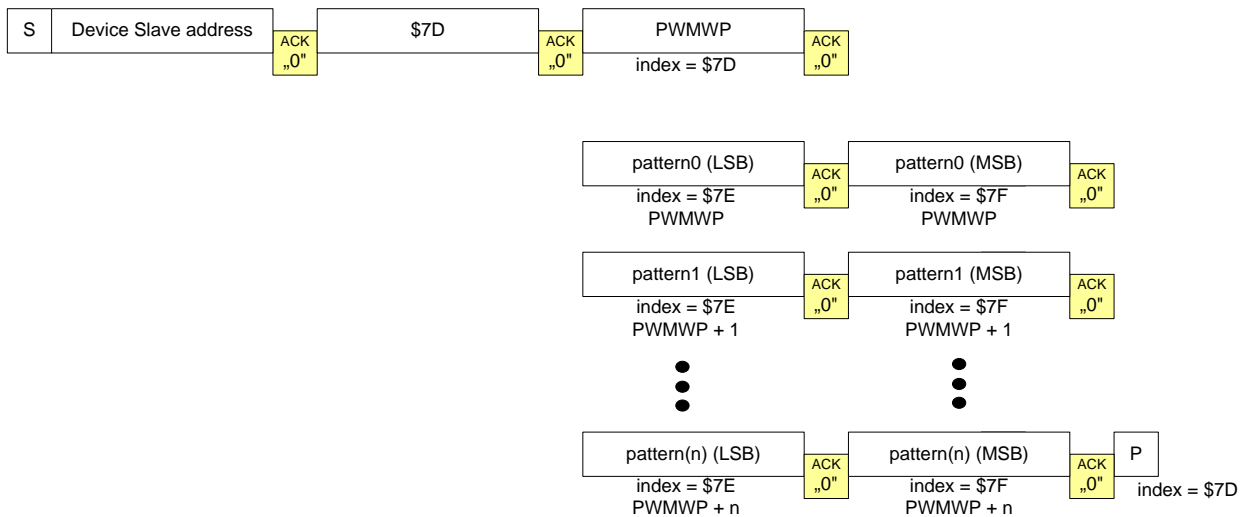 S Device Slave address ACK „0" $7D ACK „0" PWMWP ACK „0"
index = $7D
pattern0 (LSB) ACK „0" pattern0 (MSB) ACK „0"
index = $7E index = $7F
PWMWP PWMWP
pattern1 (LSB) ACK „0" pattern1 (MSB) ACK „0"
index = $7E index = $7F
PWMWP + 1 PWMWP + 1
pattern(n) (LSB) ACK „0" pattern(n) (MSB) ACK „0" P
index = $7E index = $7F index = $7D
PWMWP + n PWMWP + n